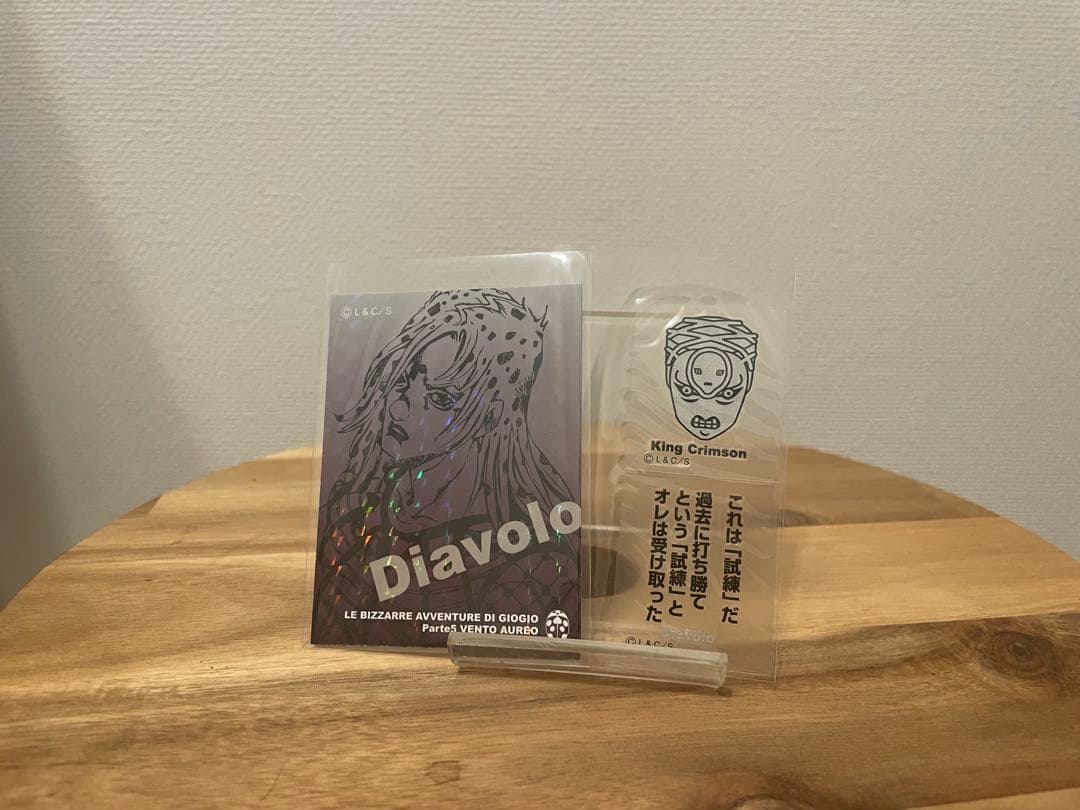 ©L&C/S
Diavolo
LE BIZZARRE AVVENTURE DI GIOGIO
Parte5 VENTO AUREO
King Crimson
©L&C/S
これは「試練」だ
過去に打ち勝て
という「試練」と
オレは受け取った
Diavolo
©L&C/S